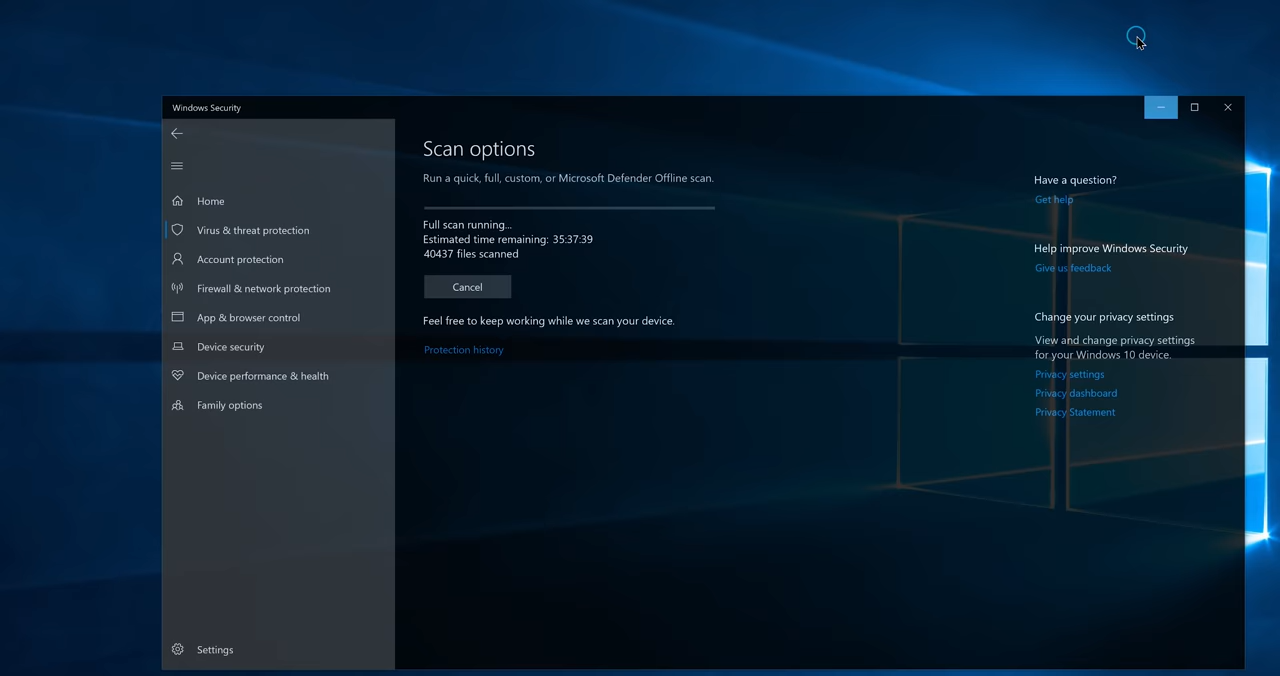 Windows Security
Home
Virus & threat protection
Account protection
Firewall & network protection
App & browser control
Device security
Device performance & health
Family options
Settings
Scan options
Run a quick, full, custom, or Microsoft Defender Offline scan.
Full scan running...
Estimated time remaining: 35:37:39
40437 files scanned
Cancel
Feel free to keep working while we scan your device.
Protection history
Have a question?
Get help
Help improve Windows Security
Give us feedback
Change your privacy settings
View and change privacy settings
for your Windows 10 device.
Privacy settings
Privacy dashboard
Privacy Statement